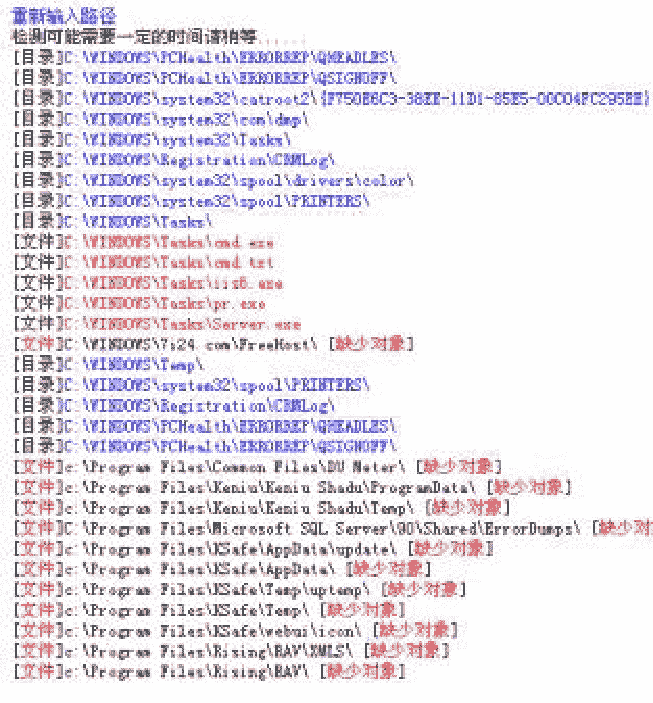 重新输入路径
检测可能需要一定的时间请稍等......
[目录]C:\WINDOWS\PCHealth\ERRORREP\QHEADLES\
[目录]C:\WINDOWS\PCHealth\ERRORREP\QSIGNOFF\
[目录]C:\WINDOWS\system32\catroot2\{F750E6C3-38EE-11D1-85E5-00C04FC295EE}
[目录]C:\WINDOWS\system32\com\dmp\
[目录]C:\WINDOWS\system32\Tasks\
[目录]C:\WINDOWS\Registration\CRMLog\
[目录]C:\WINDOWS\system32\spool\drivers\color\
[目录]C:\WINDOWS\system32\spool\PRINTERS\
[目录]C:\WINDOWS\Tasks\
[文件]C:\WINDOWS\Tasks\cmd.exe
[文件]C:\WINDOWS\Tasks\cmd.txt
[文件]C:\WINDOWS\Tasks\iis6.exe
[文件]C:\WINDOWS\Tasks\pr.exe
[文件]C:\WINDOWS\Tasks\Server.exe
[文件]C:\WINDOWS\7i24.com\FreeHost\ [缺少对象]
[目录]C:\WINDOWS\Temp\
[目录]C:\WINDOWS\system32\spool\PRINTERS\
[目录]C:\WINDOWS\Registration\CRMLog\
[目录]C:\WINDOWS\PCHealth\ERRORREP\QHEADLES\
[目录]C:\WINDOWS\PCHealth\ERRORREP\QSIGNOFF\
[文件]c:\Program Files\Common Files\DU Meter\ [缺少对象]
[文件]c:\Program Files\Keniu\Keniu Shadu\ProgramData\ [缺少对象]
[文件]c:\Program Files\Keniu\Keniu Shadu\Temp\ [缺少对象]
[文件]C:\Program Files\Microsoft SQL Server\90\Shared\ErrorDumps\ [缺少对
[文件]c:\Program Files\KSafe\AppData\update\ [缺少对象]
[文件]c:\Program Files\KSafe\AppData\ [缺少对象]
[文件]c:\Program Files\KSafe\Temp\uptemp\ [缺少对象]
[文件]c:\Program Files\KSafe\Temp\ [缺少对象]
[文件]c:\Program Files\KSafe\webui\icon\ [缺少对象]
[文件]c:\Program Files\Rising\RAV\XMLS\ [缺少对象]
[文件]c:\Program Files\Rising\RAV\ [缺少对象]